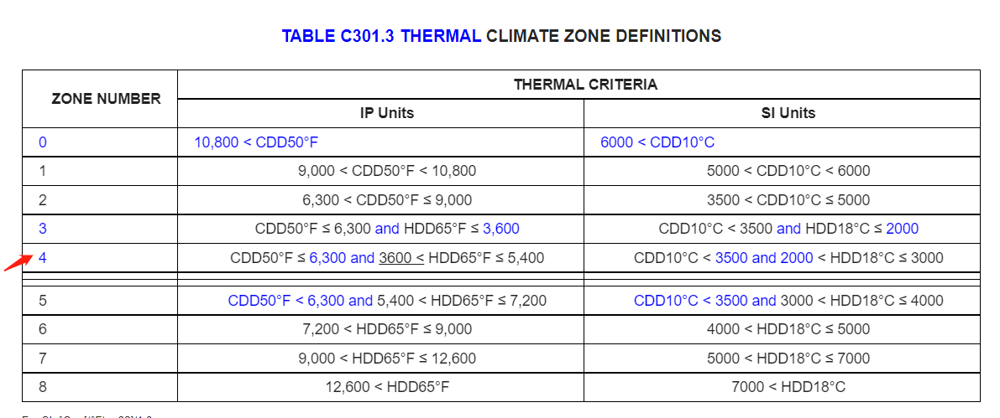 TABLE C301.3 THERMAL CLIMATE ZONE DEFINITIONS
ZONE NUMBER
THERMAL CRITERIA
IP Units
SI Units
0
10,800 < CDD50°F
6000 < CDD10°C
1
9,000 < CDD50°F < 10,800
5000 < CDD10°C < 6000
2
6,300 < CDD50°F ≤ 9,000
3500 < CDD10°C ≤ 5000
3
CDD50°F ≤ 6,300 and HDD65°F ≤ 3,600
CDD10°C < 3500 and HDD18°C ≤ 2000
4
CDD50°F ≤ 6,300 and 3600 < HDD65°F ≤ 5,400
CDD10°C < 3500 and 2000 < HDD18°C ≤ 3000
5
CDD50°F < 6,300 and 5,400 < HDD65°F ≤ 7,200
CDD10°C < 3500 and 3000 < HDD18°C ≤ 4000
6
7,200 < HDD65°F ≤ 9,000
4000 < HDD18°C ≤ 5000
7
9,000 < HDD65°F ≤ 12,600
5000 < HDD18°C ≤ 7000
8
12,600 < HDD65°F
7000 < HDD18°C